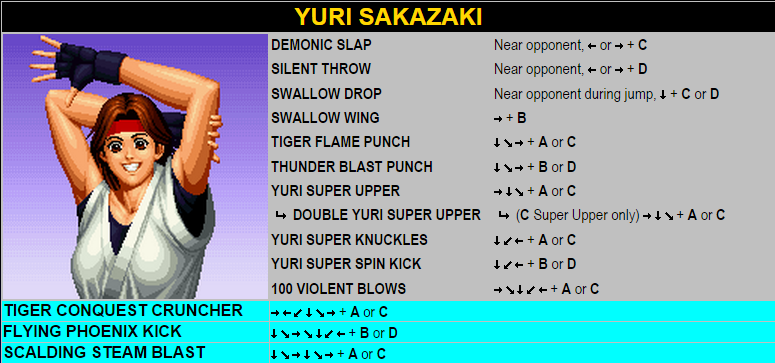 YURI SAKAZAKI
DEMONIC SLAP Near opponent, ← or → + C
SILENT THROW Near opponent, ← or → + D
SWALLOW DROP Near opponent during jump, ↓ + C or D
SWALLOW WING → + B
TIGER FLAME PUNCH ↓ ↘ → + A or C
THUNDER BLAST PUNCH ↓ ↘ → + B or D
YURI SUPER UPPER → ↓ ↘ + A or C
↳ DOUBLE YURI SUPER UPPER ↳ (C Super Upper only) → ↓ ↘ + A or C
YURI SUPER KNUCKLES ↓ ↙ ← + A or C
YURI SUPER SPIN KICK ↓ ↙ ← + B or D
100 VIOLENT BLOWS → ↘ ↓ ↙ ← + A or C
TIGER CONQUEST CRUNCHER → ← ↙ ↓ ↘ → + A or C
FLYING PHOENIX KICK ↓ ↘ → ↘ ↓ ↙ ← + B or D
SCALDING STEAM BLAST ↓ ↘ → ↓ ↘ → + A or C